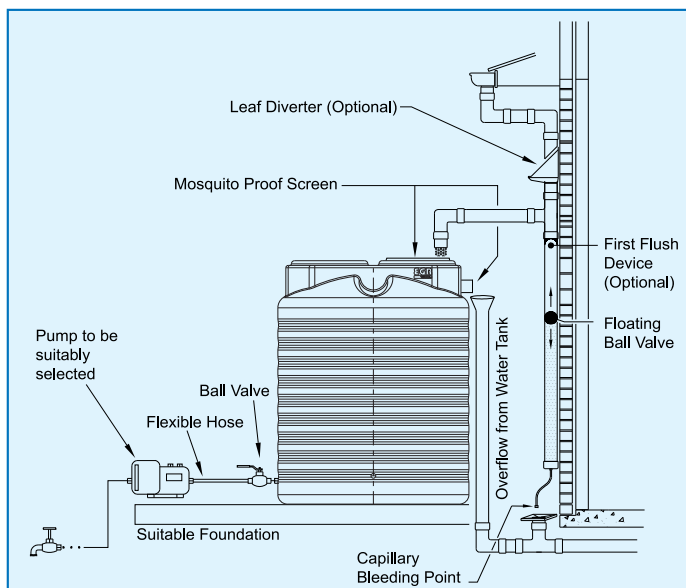 Leaf Diverter (Optional)
Mosquito Proof Screen
First Flush
Device
(Optional)
Floating
Ball Valve
Pump to be
suitably
selected
Ball Valve
Flexible Hose
Overflow from Water Tank
Suitable Foundation
Capillary
Bleeding Point